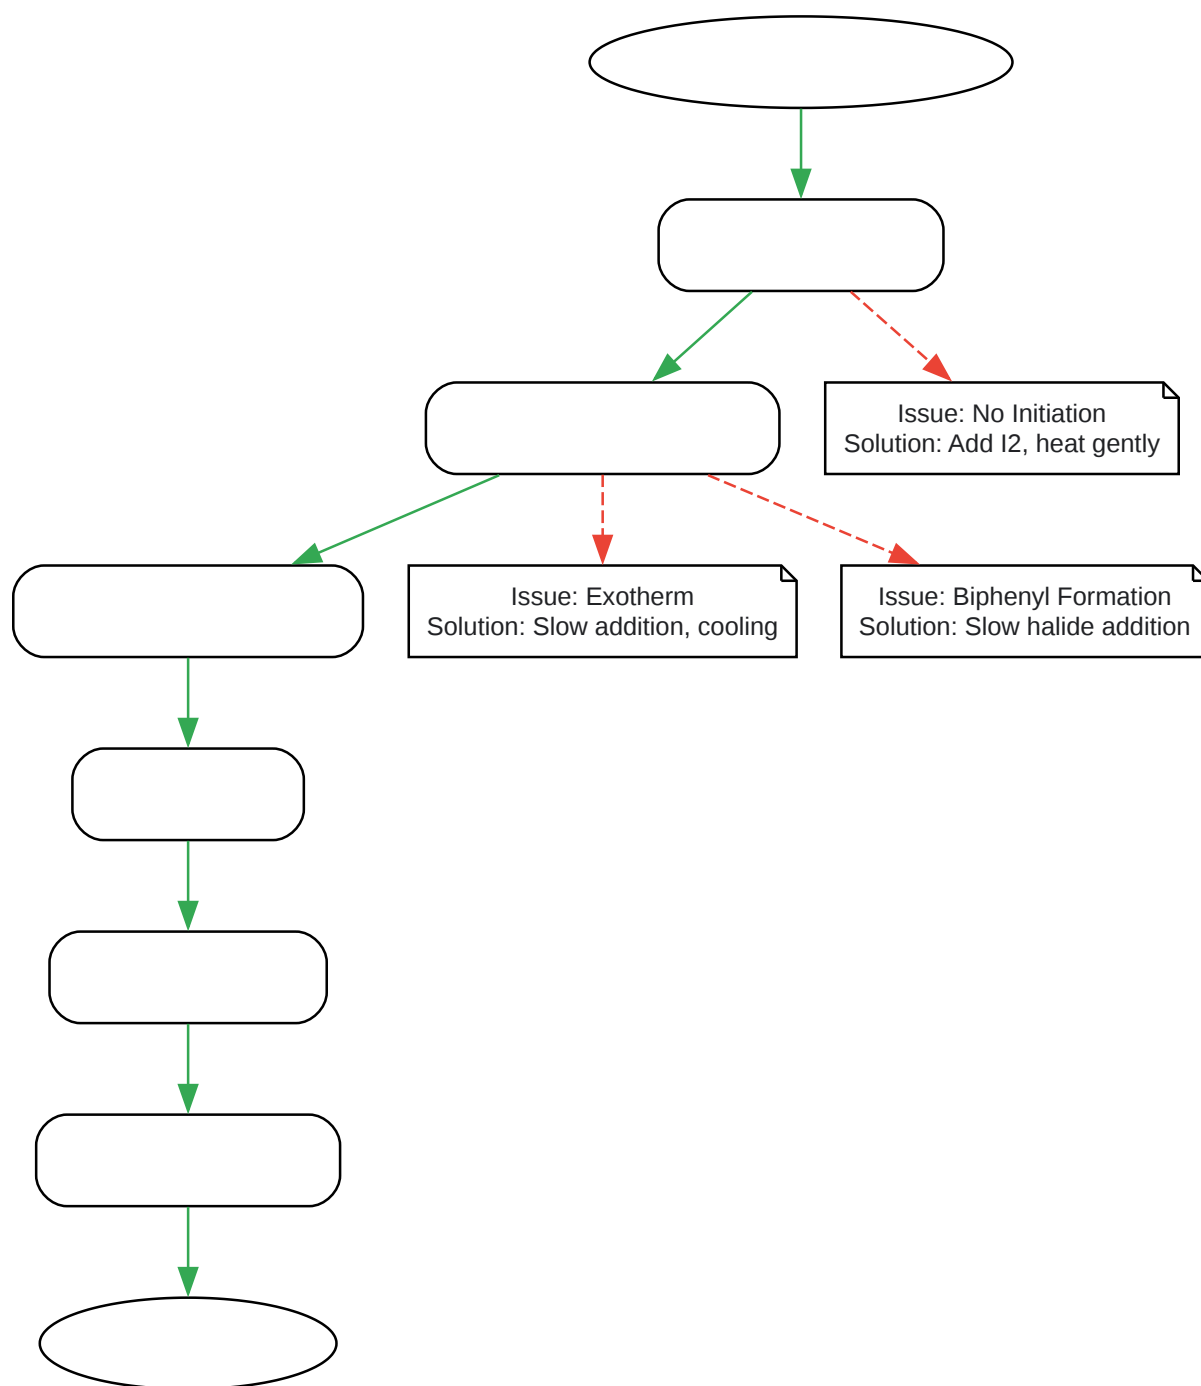 Issue: No Initiation
Solution: Add I2, heat gently
Issue: Exotherm
Solution: Slow addition, cooling
Issue: Biphenyl Formation
Solution: Slow halide addition